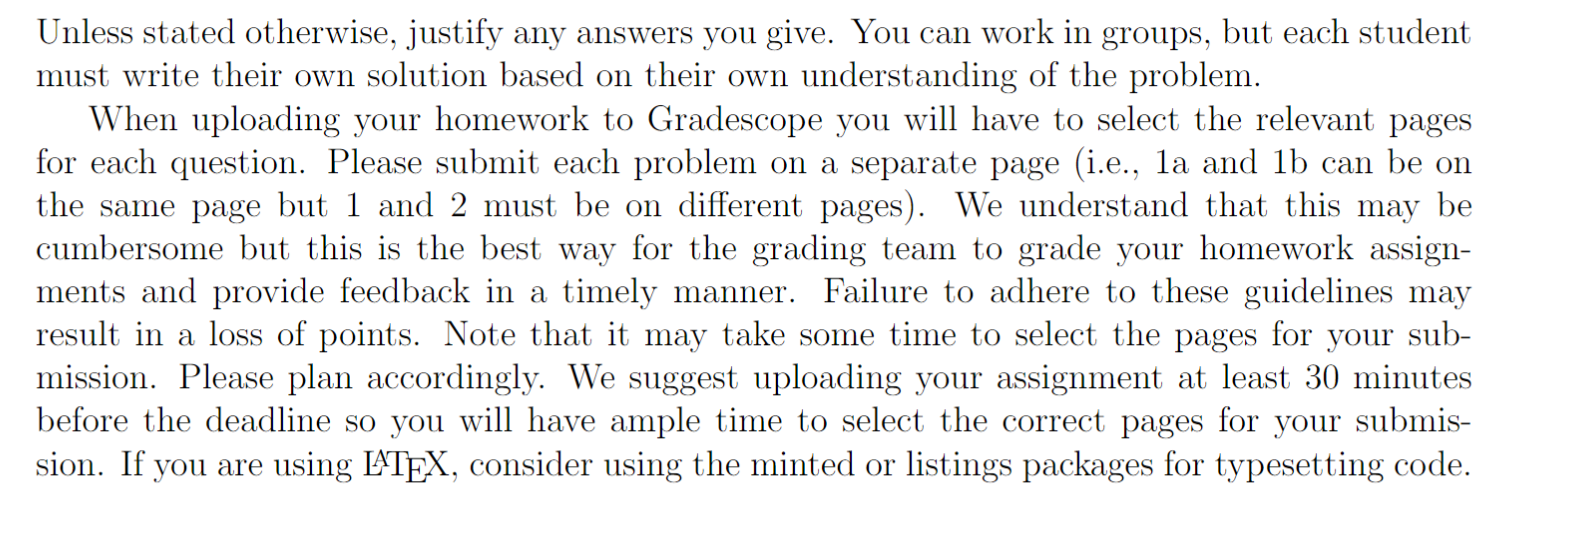 Unless stated otherwise, justify any answers you give. You can work in groups, but each student
must write their own solution based on their own understanding of the problem.
When uploading your homework to Gradescope you will have to select the relevant pages
for each question. Please submit each problem on a separate page (i.e., 1a and 1b can be on
the same page but 1 and 2 must be on different pages). We understand that this may be
cumbersome but this is the best way for the grading team to grade your homework assign-
ments and provide feedback in a timely manner. Failure to adhere to these guidelines may
result in a loss of points. Note that it may take some time to select the pages for your sub-
mission. Please plan accordingly. We suggest uploading your assignment at least 30 minutes
before the deadline so you will have ample time to select the correct pages for your submis-
sion. If you are using LATEX, consider using the minted or listings packages for typesetting code.